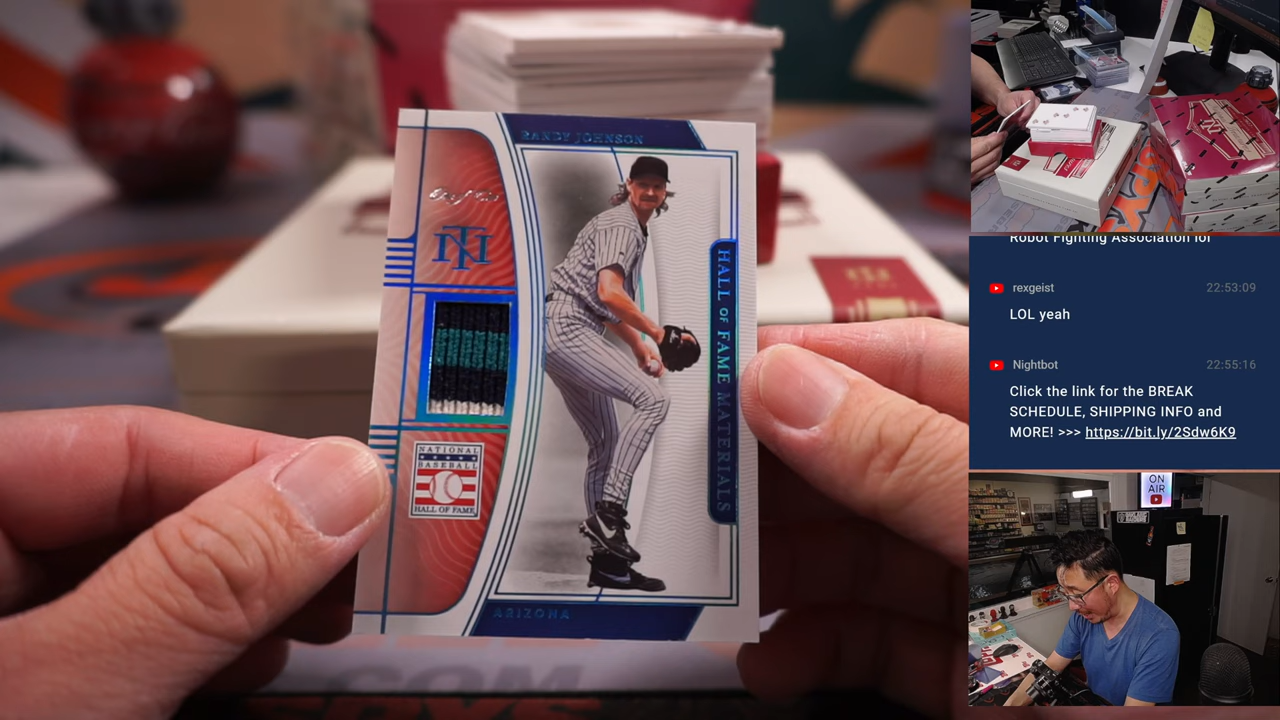 RANDY JOHNSON
NT
HALL OF FAME MATERIALS
NATIONAL
BASEBALL
HALL OF FAME
ARIZONA
Robot Fighting Association for
rexgeist
22:53:09
LOL yeah
Nightbot
22:55:16
Click the link for the BREAK
SCHEDULE, SHIPPING INFO and
MORE! >>> https://bit.ly/2Sdw6K9
ON
AIR